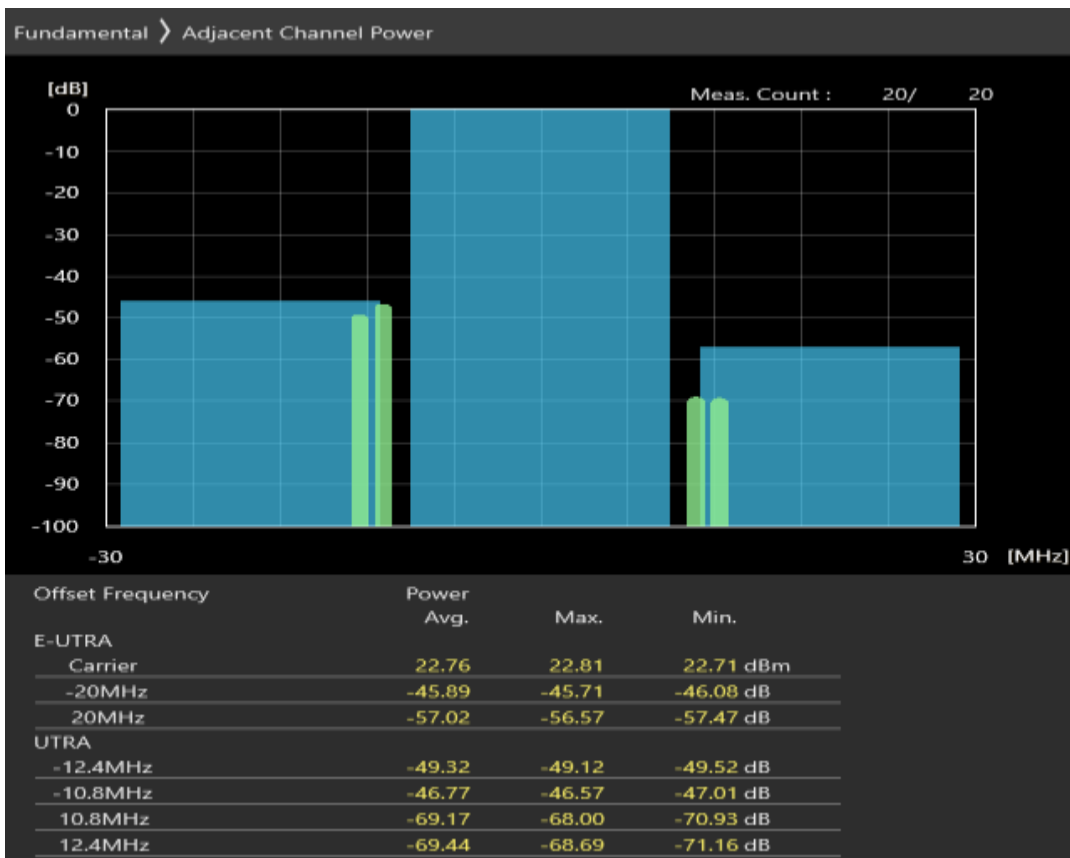 Fundamental ❯ Adjacent Channel Power
[dB]
Meas. Count : 20/ 20
0
-10
-20
-30
-40
-50
-60
-70
-80
-90
-100
-30 30 [MHz]
Offset Frequency Power
Avg. Max. Min.
E-UTRA
Carrier 22.76 22.81 22.71 dBm
-20MHz -45.89 -45.71 -46.08 dB
20MHz -57.02 -56.57 -57.47 dB
UTRA
-12.4MHz -49.32 -49.12 -49.52 dB
-10.8MHz -46.77 -46.57 -47.01 dB
10.8MHz -69.17 -68.00 -70.93 dB
12.4MHz -69.44 -68.69 -71.16 dB